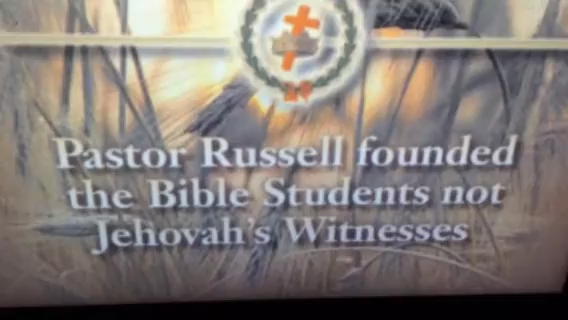 Pastor Russell founded
the Bible Students not
Jehovah's Witnesses